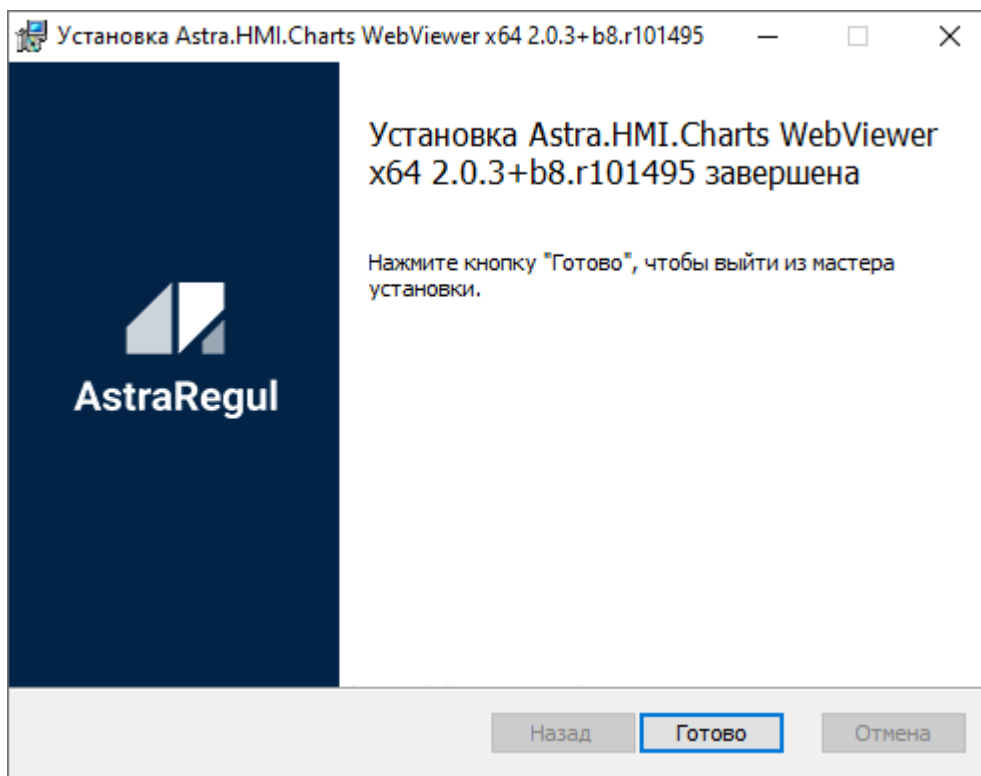 Установка Astra.HMI.Charts WebViewer x64 2.0.3+b8.r101495
Установка Astra.HMI.Charts WebViewer
x64 2.0.3+b8.r101495 завершена
Нажмите кнопку "Готово", чтобы выйти из мастера
установки.
AstraRegul
Назад
Готово
Отмена